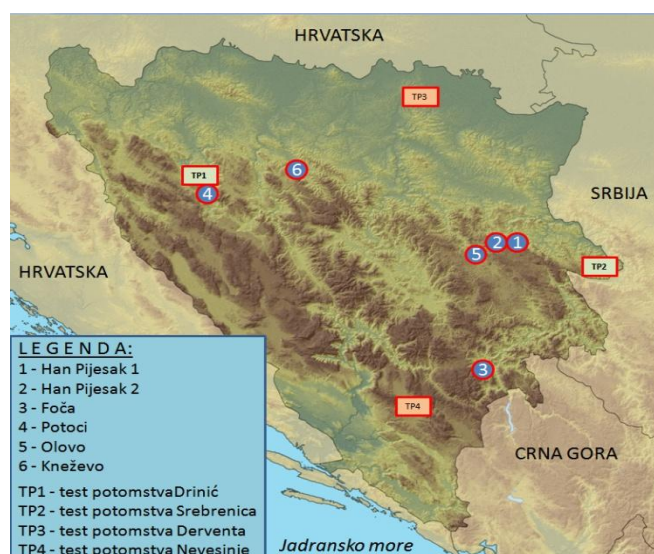 HRVATSKA
TP3
6
TP1
4
SRBIJA
2
1
5
TP2
HRVATSKA
3
TP4
CRNA GORA
Jadransko more
L E G E N D A:
1 - Han Pijesak 1
2 - Han Pijesak 2
3 - Foča
4 - Potoci
5 - Olovo
6 - Kneževo
TP1 - test potomstvaDrinić
TP2 - test potomstva Srebrenica
TP3 - test potomstva Derventa
TP4 - test potomstva Nevesinje